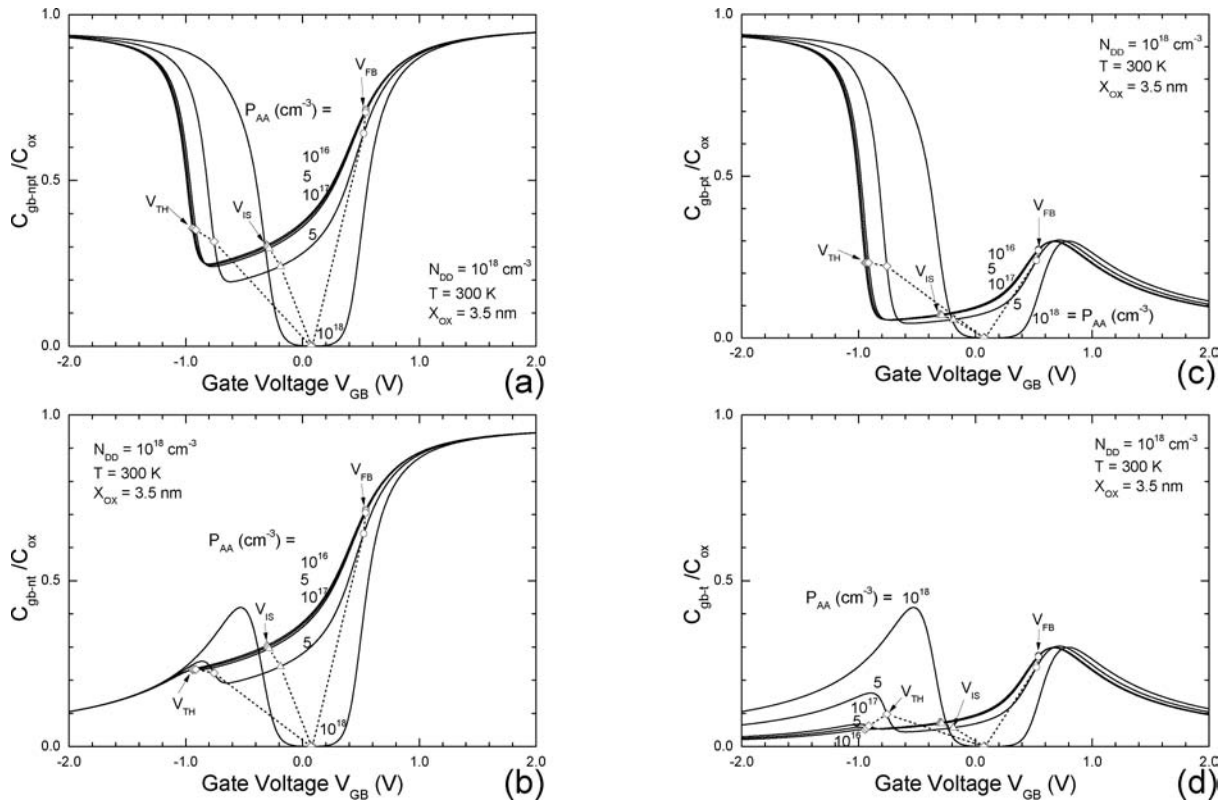 1.0
0.5
0.0
C_gb-npt /C_ox
V_FB
P_AA (cm^-3) =
10^16
5
10^17
V_TH
V_IS
5
N_DD = 10^18 cm^-3
T = 300 K
X_OX = 3.5 nm
10^18
-2.0 -1.0 0.0 1.0 2.0
Gate Voltage V_GB (V)
(a)
1.0
0.5
0.0
C_gb-nt /C_ox
N_DD = 10^18 cm^-3
T = 300 K
X_OX = 3.5 nm
V_FB
P_AA (cm^-3) =
10^16
5
10^17
V_IS
5
V_TH
10^18
-2.0 -1.0 0.0 1.0 2.0
Gate Voltage V_GB (V)
(b)
1.0
0.5
0.0
C_gb-pt /C_ox
N_DD = 10^18 cm^-3
T = 300 K
X_OX = 3.5 nm
V_FB
V_TH
10^16
5
10^17
V_IS
5
10^18 = P_AA (cm^-3)
-2.0 -1.0 0.0 1.0 2.0
Gate Voltage V_GB (V)
(c)
1.0
0.5
0.0
C_gb-t /C_ox
N_DD = 10^18 cm^-3
T = 300 K
X_OX = 3.5 nm
P_AA (cm^-3) = 10^18
V_FB
5
V_TH
V_IS
10^17
5
10^16
-2.0 -1.0 0.0 1.0 2.0
Gate Voltage V_GB (V)
(d)